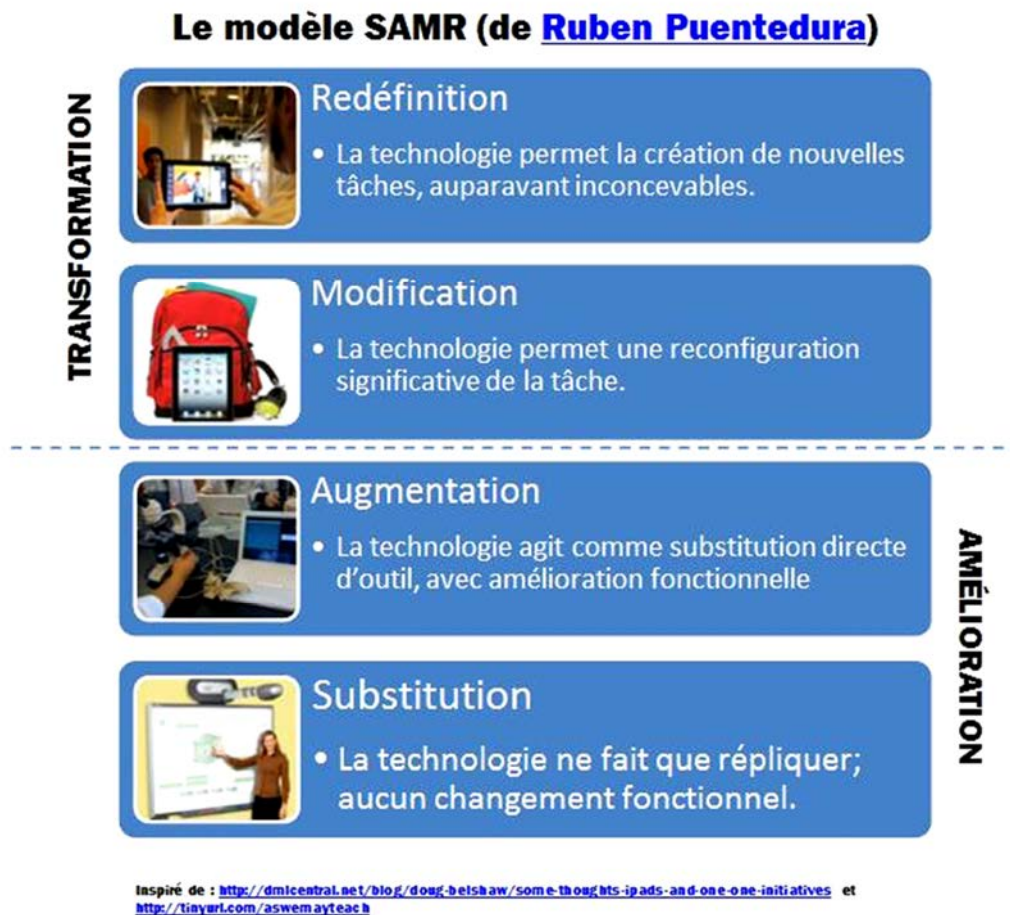 Le modèle SAMR (de Ruben Puentedura)
TRANSFORMATION
Redéfinition
• La technologie permet la création de nouvelles
tâches, auparavant inconcevables.
Modification
• La technologie permet une reconfiguration
significative de la tâche.
AMÉLIORATION
Augmentation
• La technologie agit comme substitution directe
d'outil, avec amélioration fonctionnelle
Substitution
• La technologie ne fait que répliquer;
aucun changement fonctionnel.
Inspiré de : http://dmlcentral.net/blog/doug-belshaw/some-thoughts-ipads-and-one-one-initiatives et
http://tinyurl.com/aswemayteach